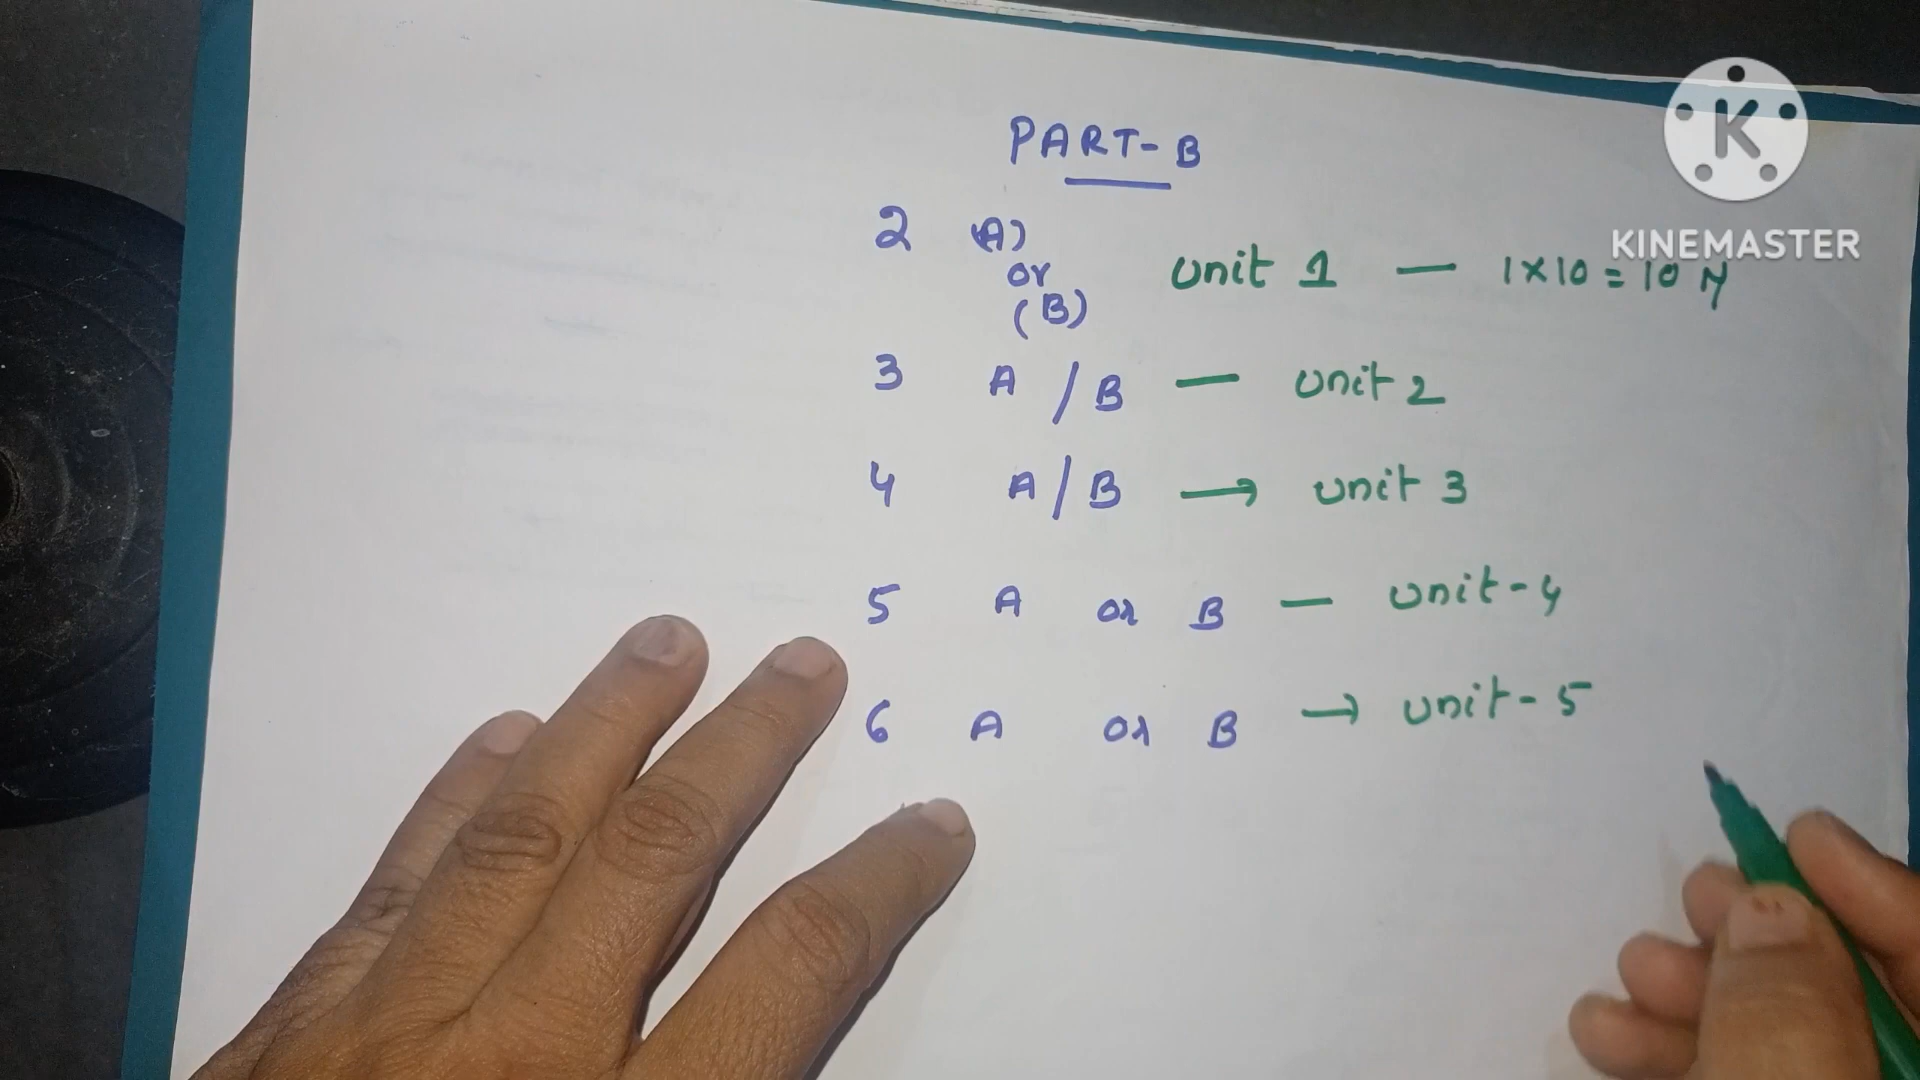 PART-B
2 (A)
or
(B)
Unit 1 — 1×10=10 M
3 A/B — Unit 2
4 A/B → Unit 3
5 A or B — Unit-4
6 A or B → Unit-5
K
KINEMASTER